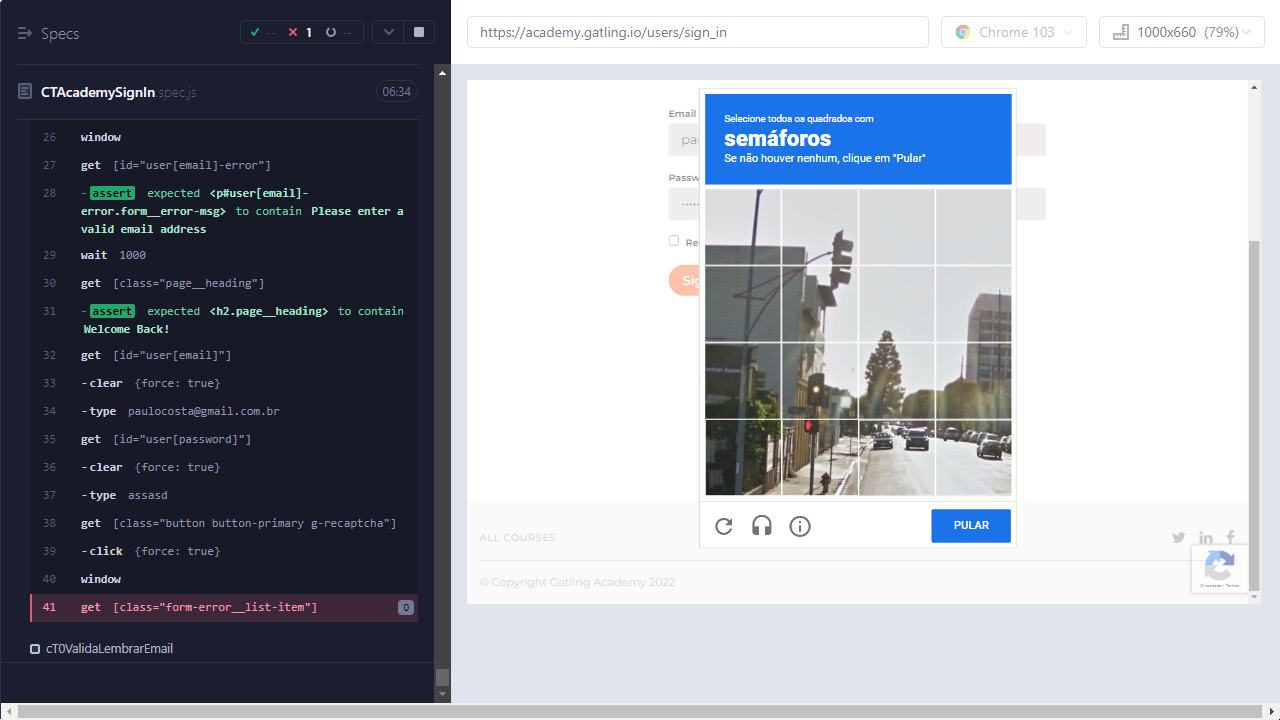 Specs
--
1
--
https://academy.gatling.io/users/sign_in
Chrome 103
1000x660 (79%)
CTAcademySignIn.spec.js
06:34
26 window
27 get [id="user[email]-error"]
28 -assert expected <p#user[email]-
error.form__error-msg> to contain Please enter a
valid email address
29 wait 1000
30 get [class="page__heading"]
31 -assert expected <h2.page__heading> to contain
Welcome Back!
32 get [id="user[email]"]
33 -clear {force: true}
34 -type paulocosta@gmail.com.br
35 get [id="user[password]"]
36 -clear {force: true}
37 -type assasd
38 get [class="button button-primary g-recaptcha"]
39 -click {force: true}
40 window
41 get [class="form-error__list-item"] 0
cT0ValidaLembrarEmail
Email
pa
Passw
Re
Sig
Selecione todos os quadrados com
semáforos
Se não houver nenhum, clique em "Pular"
PULAR
ALL COURSES
© Copyright Gatling Academy 2022
Privacidade - Termos